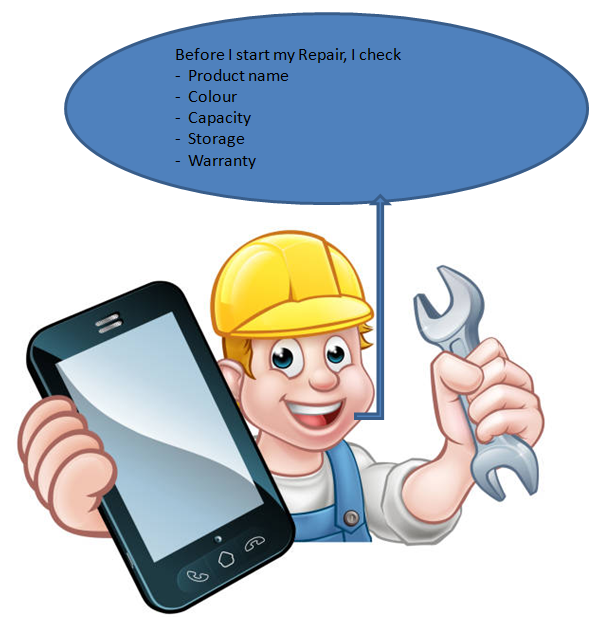 Before I start my Repair, I check
- Product name
- Colour
- Capacity
- Storage
- Warranty